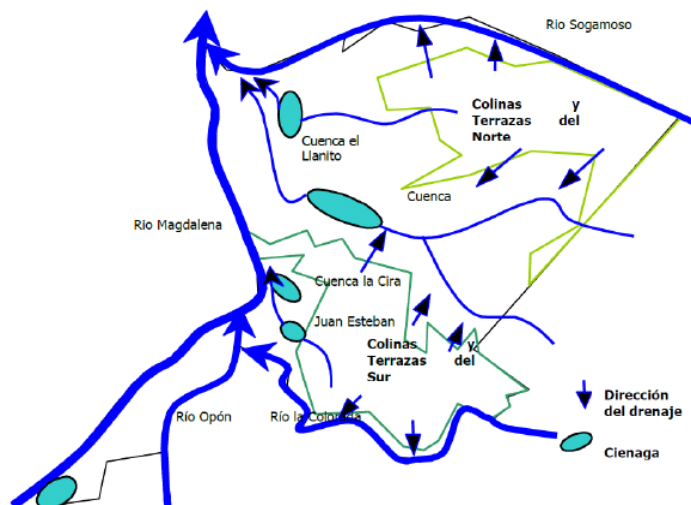 Rio Sogamoso
Colinas y
Terrazas del
Norte
Cuenca el
Llanito
Cuenca
Rio Magdalena
Cuenca la Cira
Juan Esteban
Colinas y
Terrazas del
Sur
Dirección
del drenaje
Río Opón
Río la Colorada
Cienaga